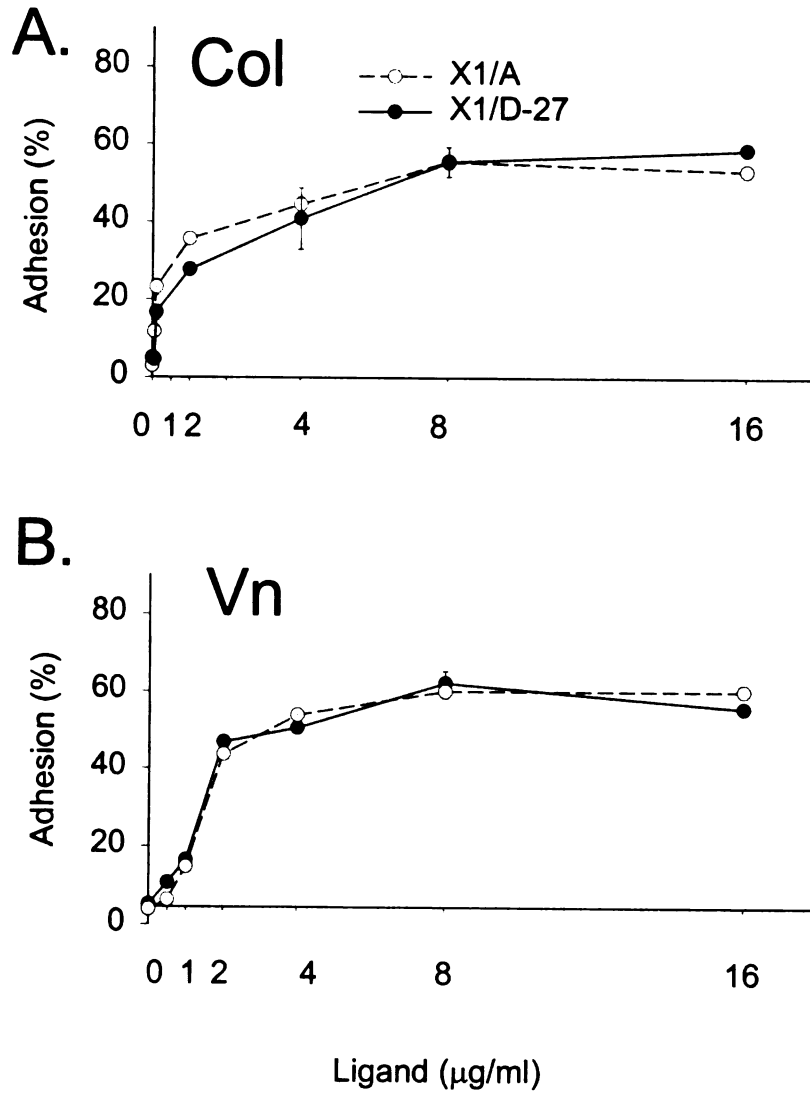 A.
Col
X1/A
X1/D-27
Adhesion (%)
80
60
40
20
0
0 1 2 4 8 16
B.
Vn
Adhesion (%)
80
60
40
20
0
0 1 2 4 8 16
Ligand (μg/ml)